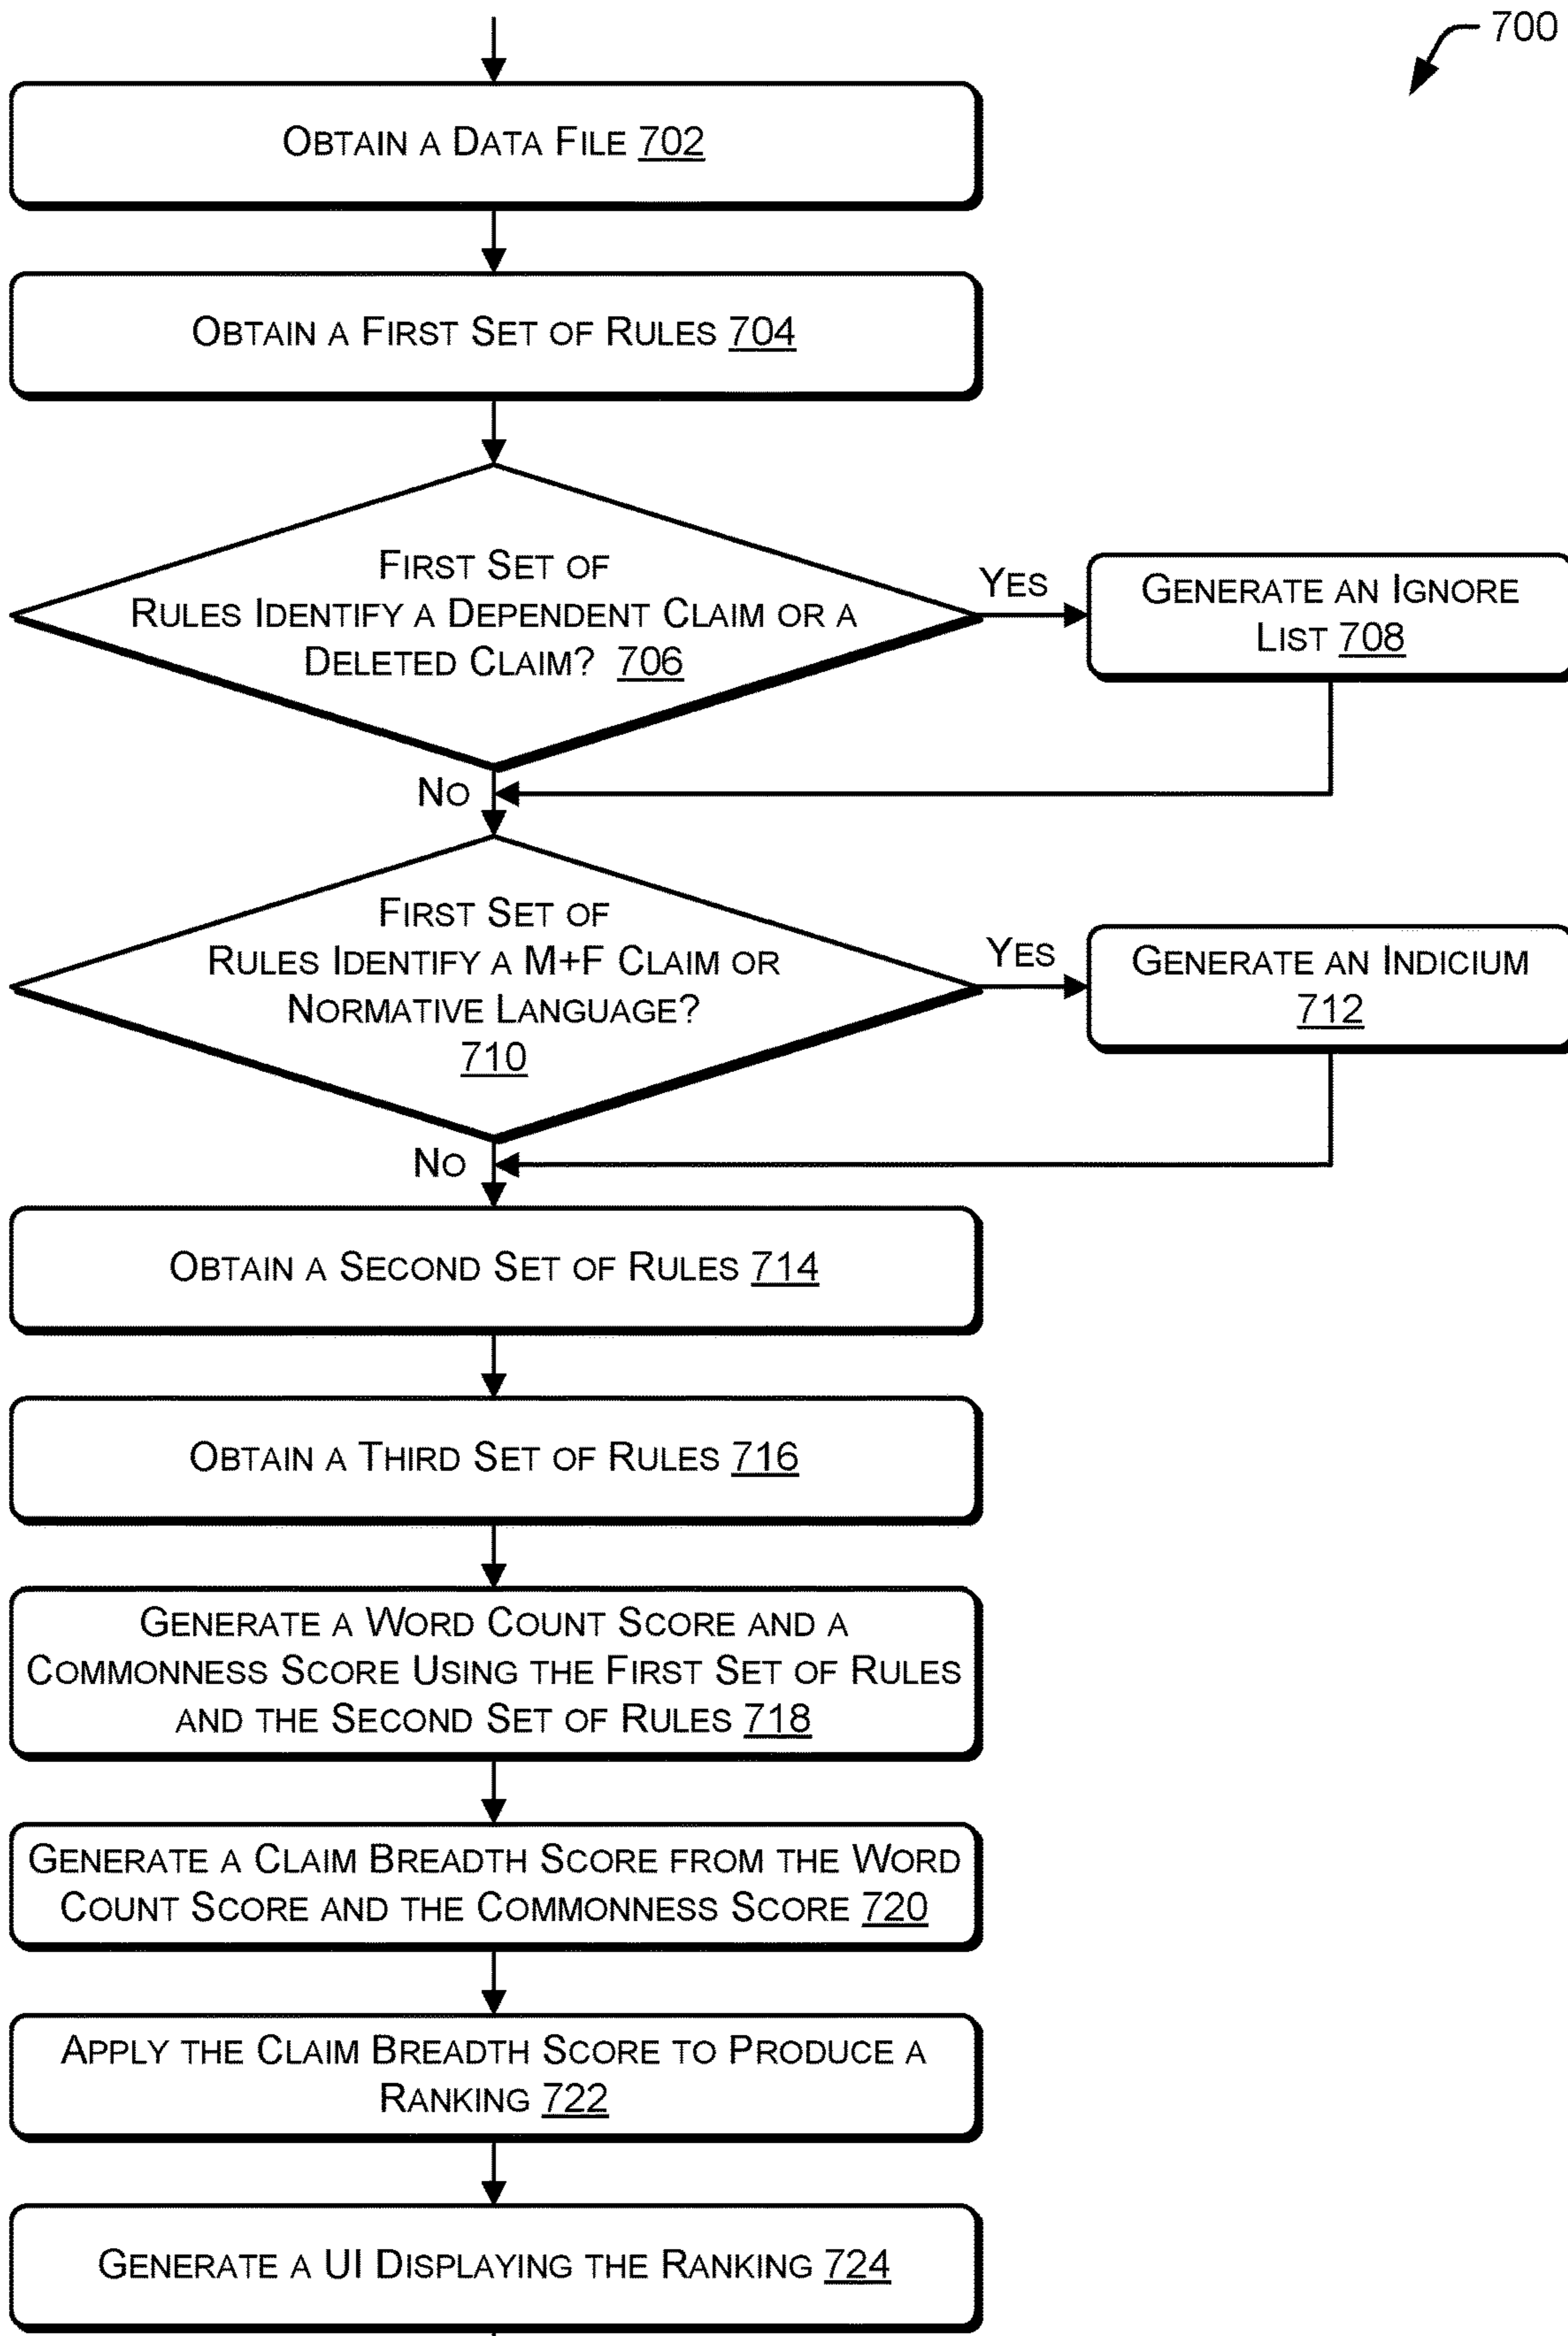 700
OBTAIN A DATA FILE 702
OBTAIN A FIRST SET OF RULES 704
FIRST SET OF
RULES IDENTIFY A DEPENDENT CLAIM OR A
DELETED CLAIM? 706
YES
GENERATE AN IGNORE
LIST 708
NO
FIRST SET OF
RULES IDENTIFY A M+F CLAIM OR
NORMATIVE LANGUAGE?
710
YES
GENERATE AN INDICIUM
712
NO
OBTAIN A SECOND SET OF RULES 714
OBTAIN A THIRD SET OF RULES 716
GENERATE A WORD COUNT SCORE AND A
COMMONNESS SCORE USING THE FIRST SET OF RULES
AND THE SECOND SET OF RULES 718
GENERATE A CLAIM BREADTH SCORE FROM THE WORD
COUNT SCORE AND THE COMMONNESS SCORE 720
APPLY THE CLAIM BREADTH SCORE TO PRODUCE A
RANKING 722
GENERATE A UI DISPLAYING THE RANKING 724